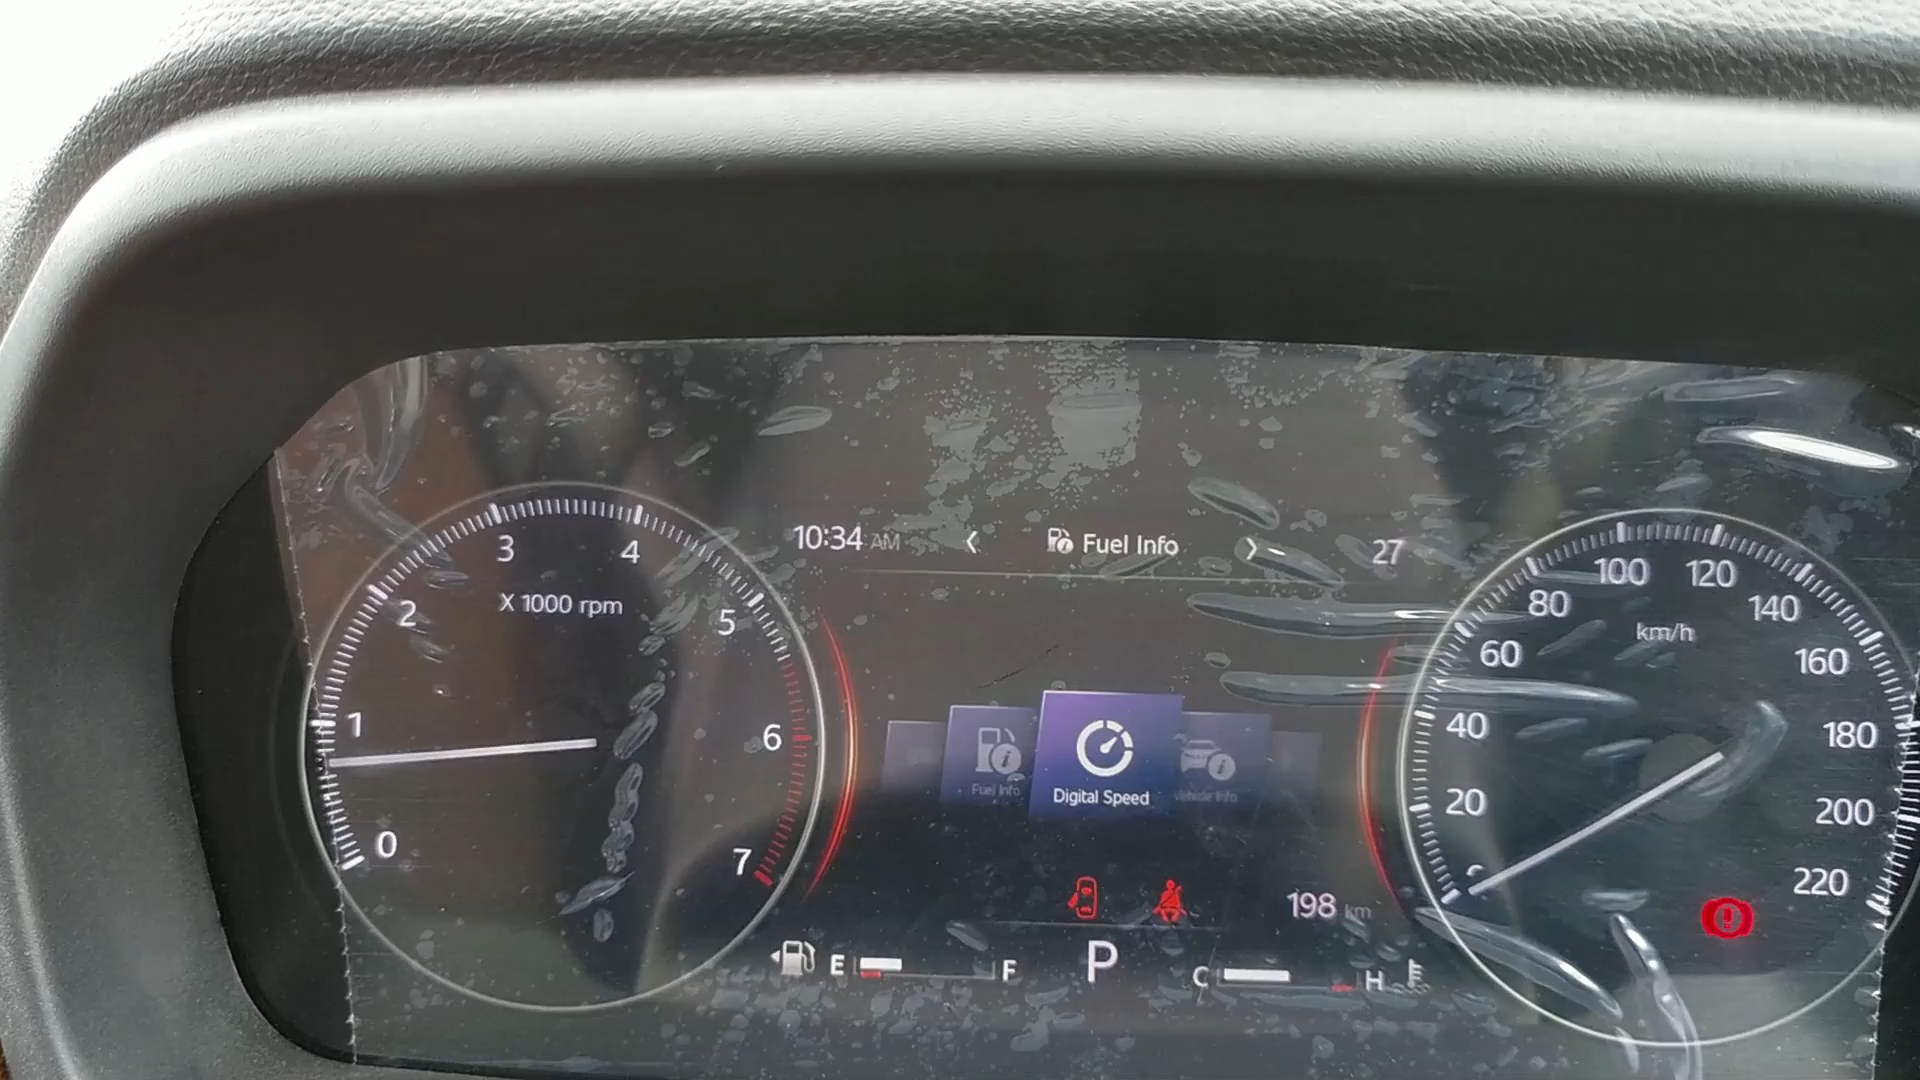 10:34 AM
Fuel Info
27
0
1
2
3
4
5
6
7
X 1000 rpm
Fuel Info
Digital Speed
Vehicle Info
198 km
E
F
P
C
H
0
20
40
60
80
100
120
140
160
180
200
220
km/h